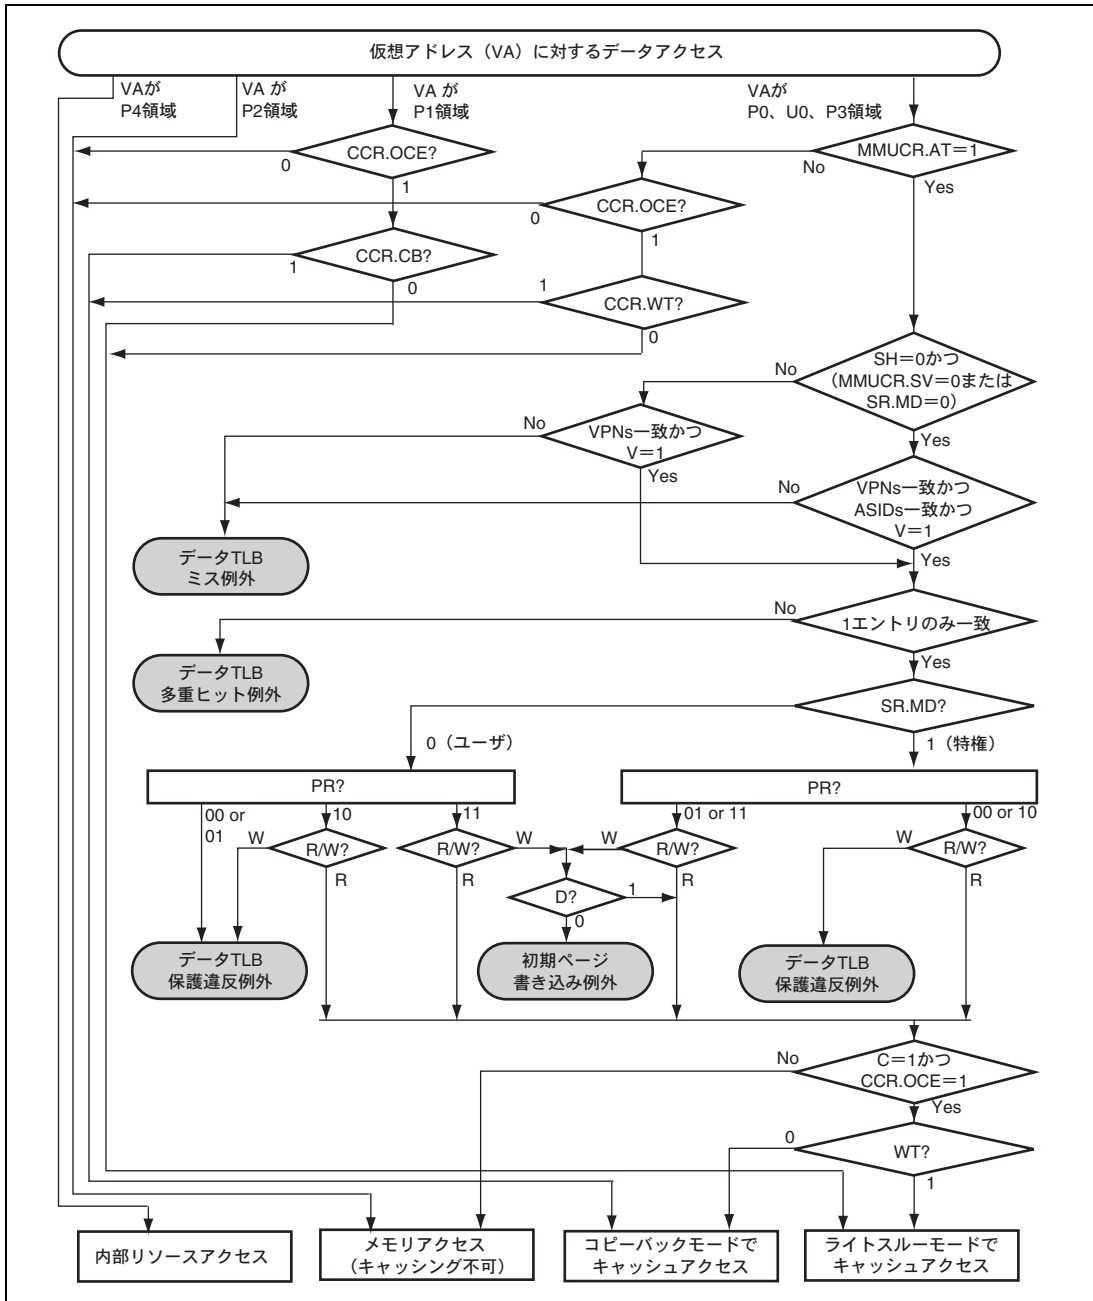 仮想アドレス（VA）に対するデータアクセス
VAが
P4領域
VA が
P2領域
VA が
P1領域
VAが
P0、U0、P3領域
CCR.OCE?
0
1
MMUCR.AT＝1
No
Yes
CCR.OCE?
0
1
CCR.CB?
1
0
CCR.WT?
1
0
SH＝0かつ
（MMUCR.SV＝0または
SR.MD＝0）
No
Yes
VPNs一致かつ
V＝1
No
Yes
VPNs一致かつ
ASIDs一致かつ
V＝1
No
Yes
データTLB
ミス例外
1エントリのみ一致
No
Yes
データTLB
多重ヒット例外
SR.MD?
0（ユーザ）
1（特権）
PR?
PR?
00 or
01
10
11
01 or 11
00 or 10
W
R/W?
R
R/W?
W
R
W
R/W?
R
W
R/W?
R
D?
1
0
データTLB
保護違反例外
初期ページ
書き込み例外
データTLB
保護違反例外
C＝1かつ
CCR.OCE＝1
No
Yes
WT?
0
1
内部リソースアクセス
メモリアクセス
（キャッシング不可）
コピーバックモードで
キャッシュアクセス
ライトスルーモードで
キャッシュアクセス